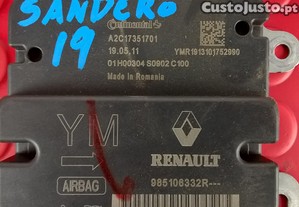 CustoJusto.pt
SANDERO
19
Continental
A2C17351701
19.05.11
YMR1913101752990
01H00304 S0902 C100
Made in Romania
YM
RENAULT
AIRBAG
985106332R---